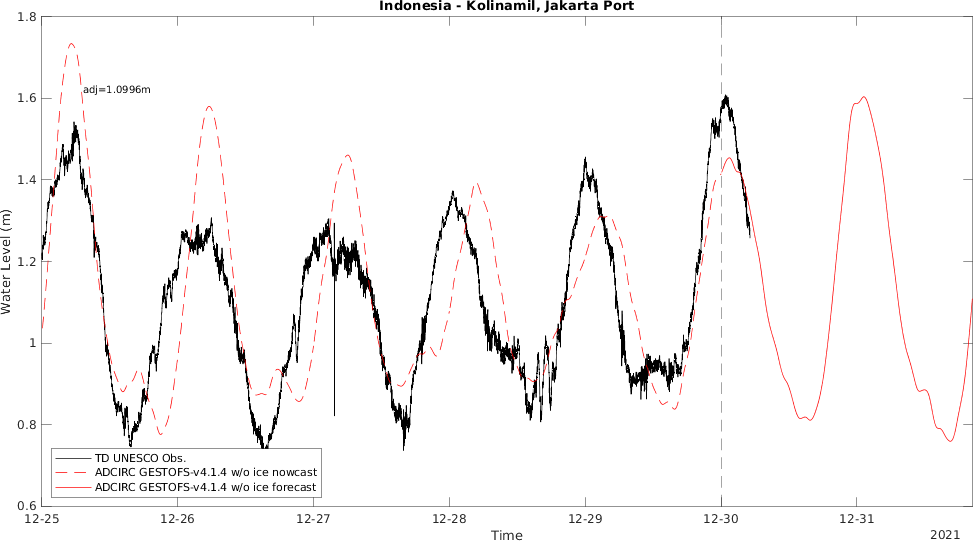 Indonesia - Kolinamil, Jakarta Port
1.8
1.6
1.4
1.2
1
0.8
0.6
Water Level (m)
adj=1.0996m
TD UNESCO Obs.
ADCIRC GESTOFS-v4.1.4 w/o ice nowcast
ADCIRC GESTOFS-v4.1.4 w/o ice forecast
12-25 12-26 12-27 12-28 12-29 12-30 12-31
Time
2021